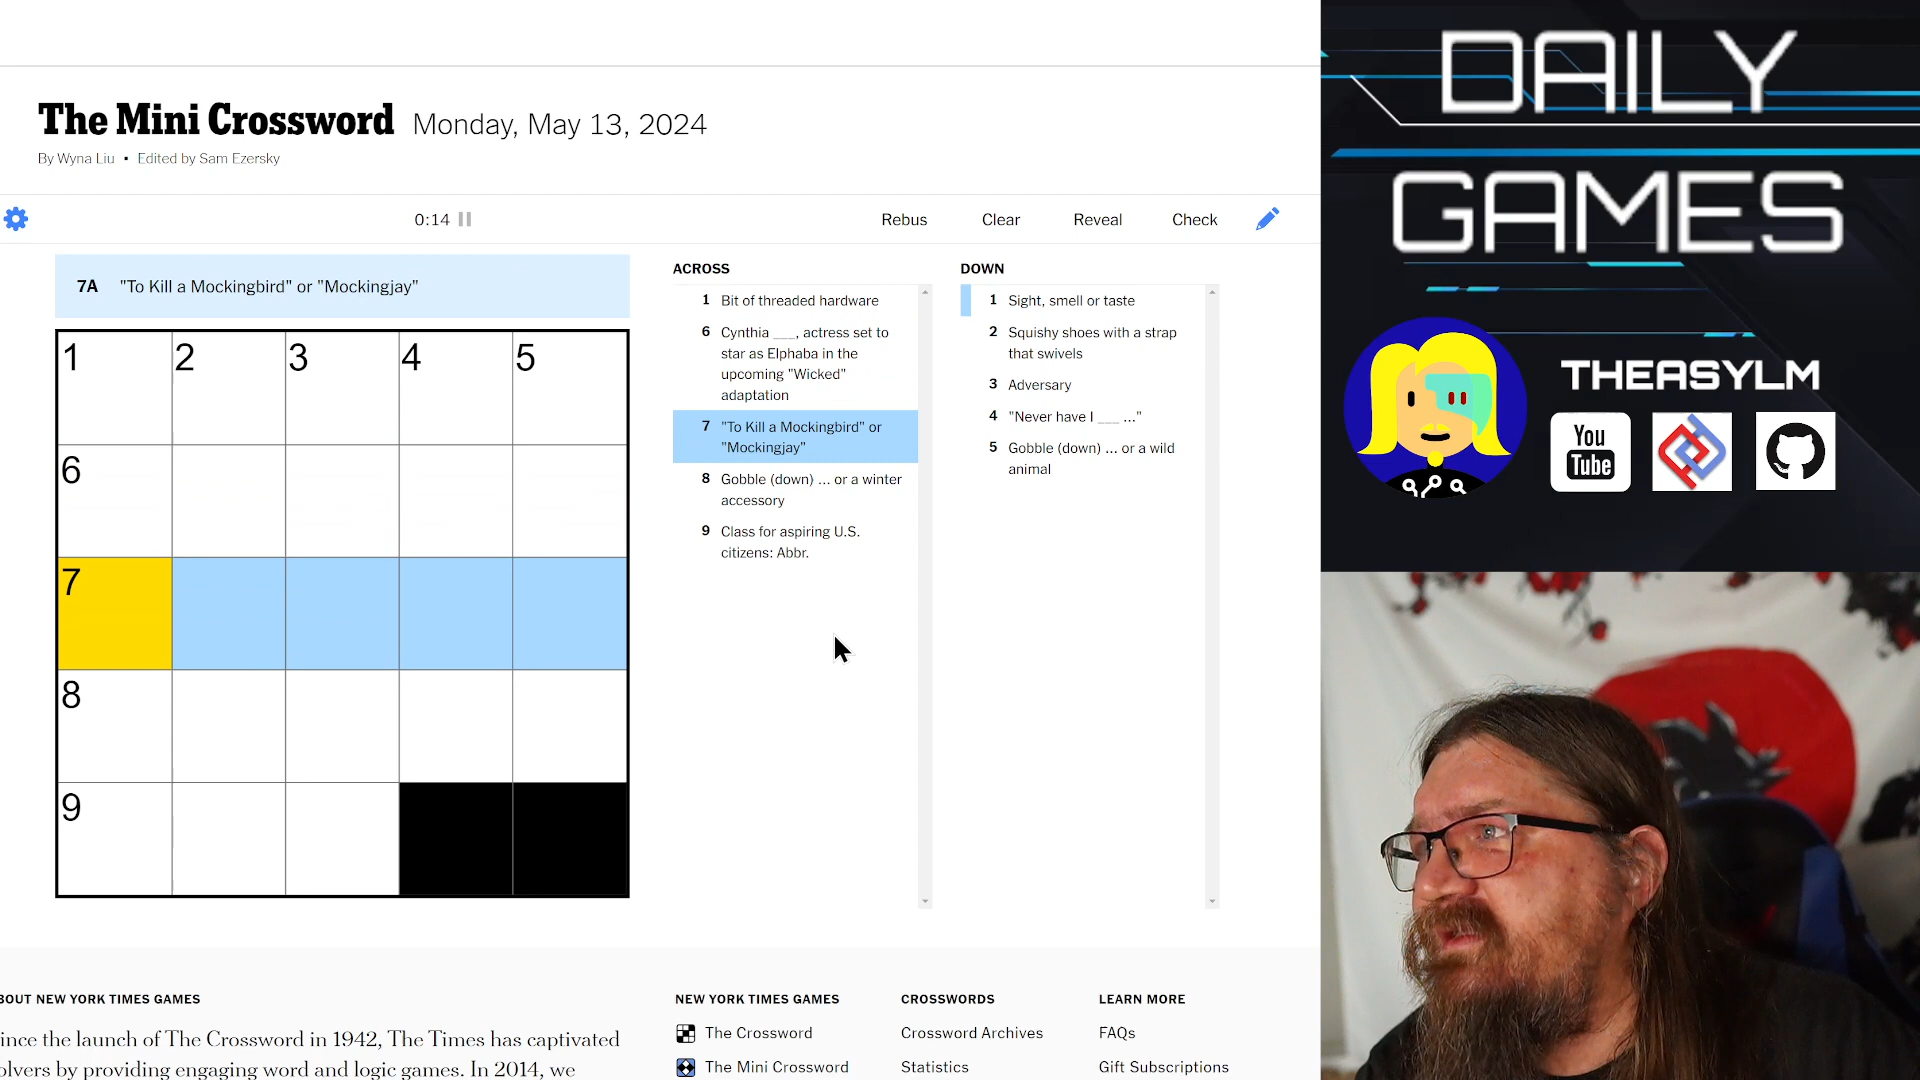 The Mini Crossword Monday, May 13, 2024
By Wyna Liu • Edited by Sam Ezersky
0:14
Rebus
Clear
Reveal
Check
7A "To Kill a Mockingbird" or "Mockingjay"
1
2
3
4
5
6
7
8
9
ACROSS
1 Bit of threaded hardware
6 Cynthia ___, actress set to
star as Elphaba in the
upcoming "Wicked"
adaptation
7 "To Kill a Mockingbird" or
"Mockingjay"
8 Gobble (down) ... or a winter
accessory
9 Class for aspiring U.S.
citizens: Abbr.
DOWN
1 Sight, smell or taste
2 Squishy shoes with a strap
that swivels
3 Adversary
4 "Never have I ___ ..."
5 Gobble (down) ... or a wild
animal
BOUT NEW YORK TIMES GAMES
ince the launch of The Crossword in 1942, The Times has captivated
olvers by providing engaging word and logic games. In 2014, we
NEW YORK TIMES GAMES
The Crossword
The Mini Crossword
CROSSWORDS
Crossword Archives
Statistics
LEARN MORE
FAQs
Gift Subscriptions
DAILY
GAMES
THEASYLM
You
Tube